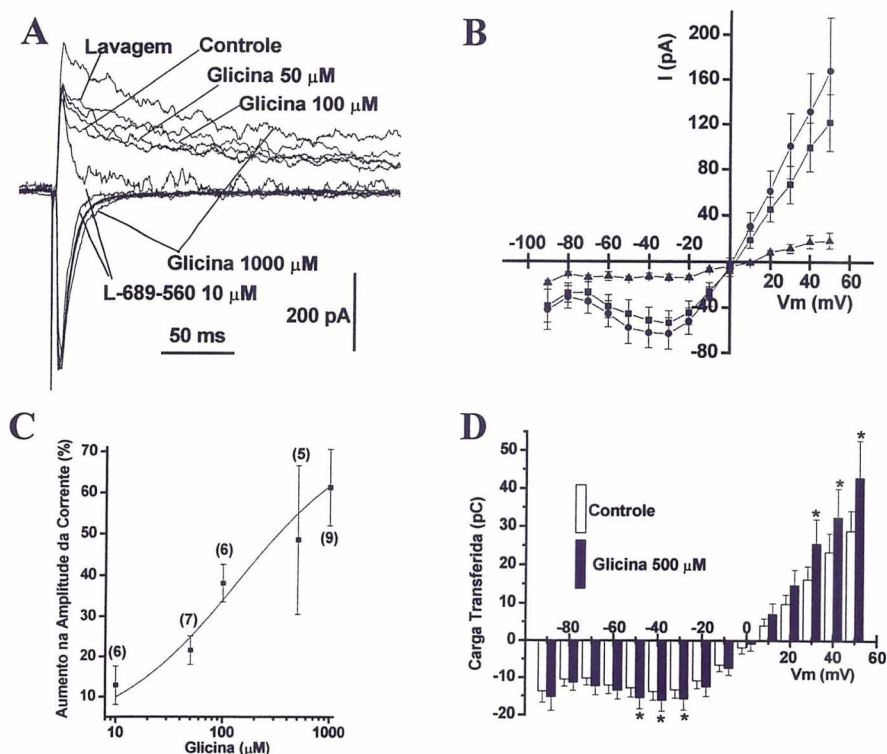 A
Lavagem
Controle
Glicina 50 µM
Glicina 100 µM
Glicina 1000 µM
L-689-560 10 µM
200 pA
50 ms
B
I (pA)
200
160
120
80
40
-100 -80 -60 -40 -20
20 40 60
Vm (mV)
-40
-80
C
Aumento na Amplitude da Corrente (%)
70
60
50
40
30
20
10
(6)
(7)
(6)
(5)
(9)
10 100 1000
Glicina (µM)
D
Carga Transferida (pC)
50
40
30
20
10
0
-10
-20
Controle
Glicina 500 µM
-80 -60 -40 -20 0
20 40 60
Vm (mV)
* * *
* * *